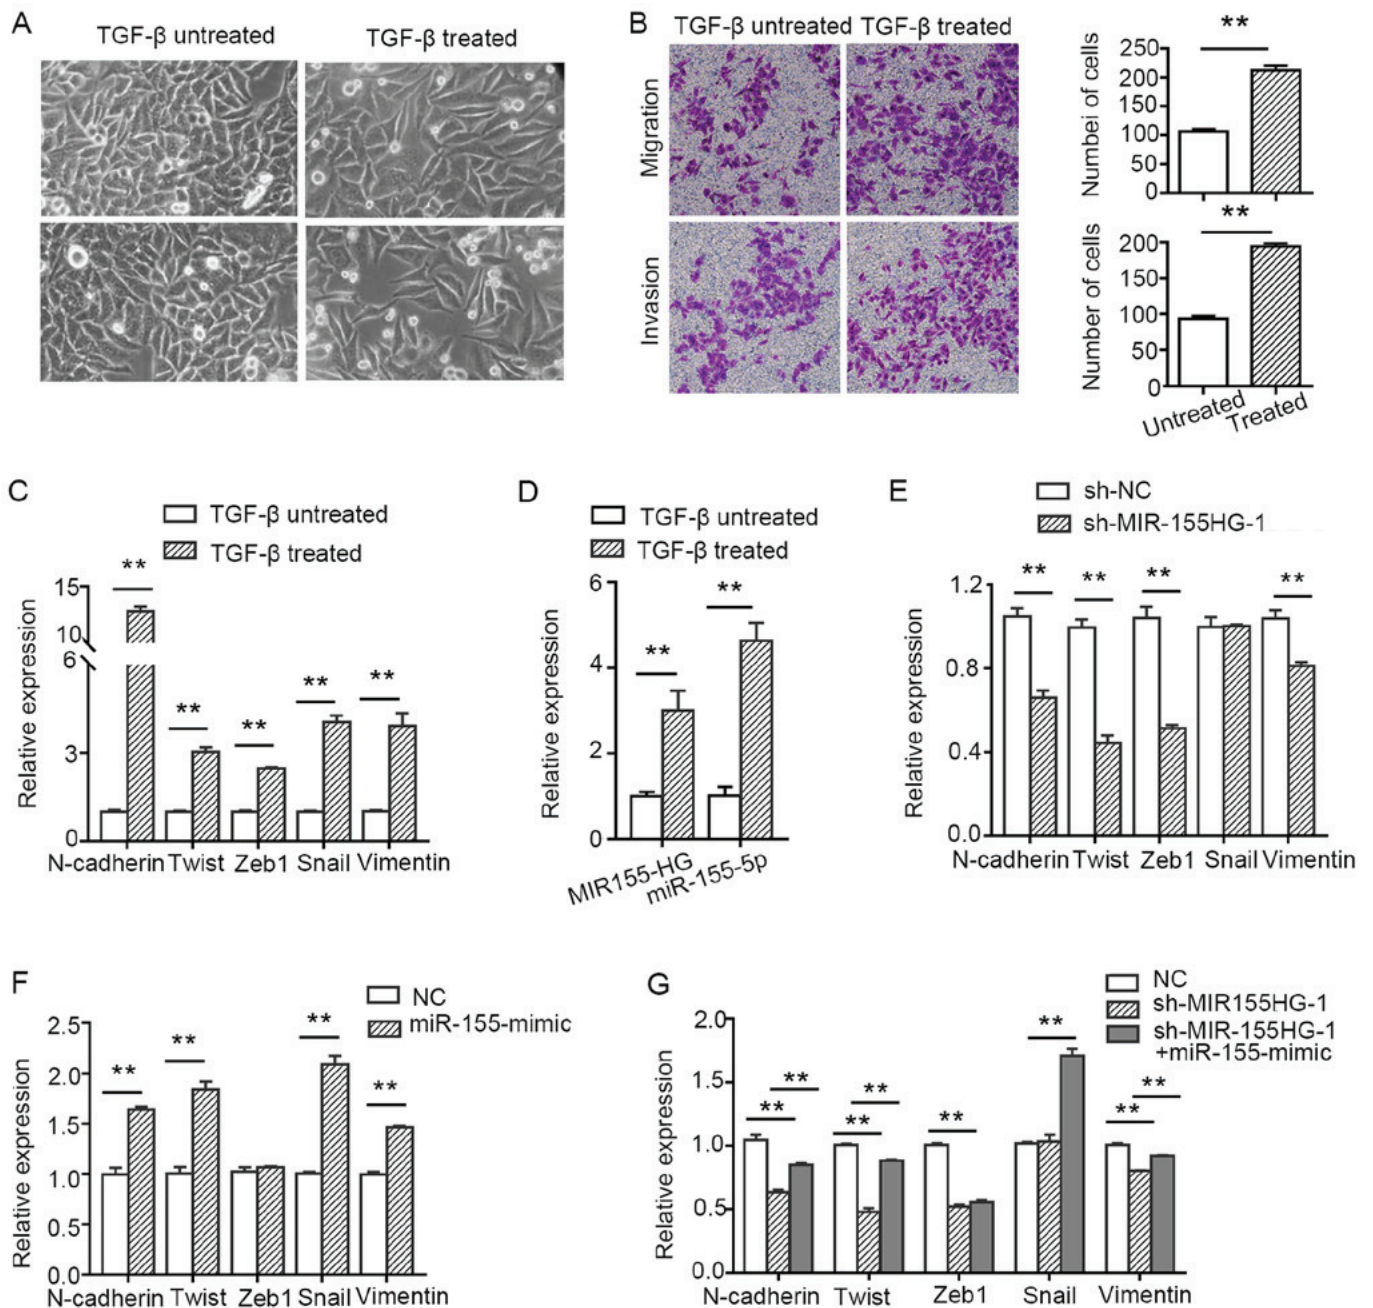 A
TGF-β untreated
TGF-β treated
B
TGF-β untreated
TGF-β treated
Migration
Invasion
Numbei of cells
250
200
150
100
50
0
**
Number of cells
200
150
100
50
0
**
Untreated
Treated
C
TGF-β untreated
TGF-β treated
Relative expression
15
10
6
3
0
**
**
**
**
**
N-cadherin Twist Zeb1 Snail Vimentin
D
TGF-β untreated
TGF-β treated
Relative expression
6
4
2
0
**
**
MIR155-HG
miR-155-5p
E
sh-NC
sh-MIR-155HG-1
Relative expression
1.2
0.8
0.4
0.0
**
**
**
**
N-cadherin Twist Zeb1 Snail Vimentin
F
NC
miR-155-mimic
Relative expression
2.5
2.0
1.5
1.0
0.5
0.0
**
**
**
**
N-cadherin Twist Zeb1 Snail Vimentin
G
NC
sh-MIR155HG-1
sh-MIR-155HG-1
+miR-155-mimic
Relative expression
2.0
1.5
1.0
0.5
0.0
**
**
**
**
**
**
**
**
N-cadherin Twist Zeb1 Snail Vimentin